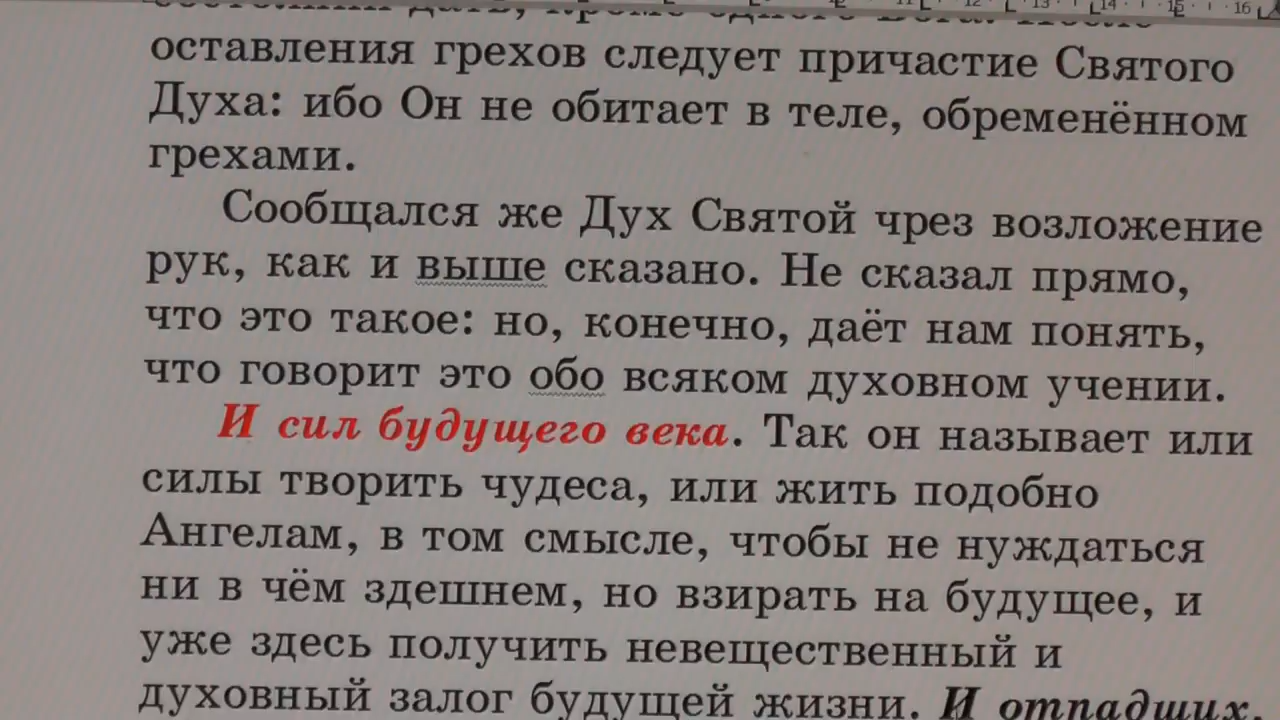 оставления грехов следует причастие Святого
Духа: ибо Он не обитает в теле, обременённом
грехами.
Сообщался же Дух Святой чрез возложение
рук, как и выше сказано. Не сказал прямо,
что это такое: но, конечно, даёт нам понять,
что говорит это обо всяком духовном учении.
И сил будущего века. Так он называет или
силы творить чудеса, или жить подобно
Ангелам, в том смысле, чтобы не нуждаться
ни в чём здешнем, но взирать на будущее, и
уже здесь получить невещественный и
духовный залог будущей жизни. И отпадших.